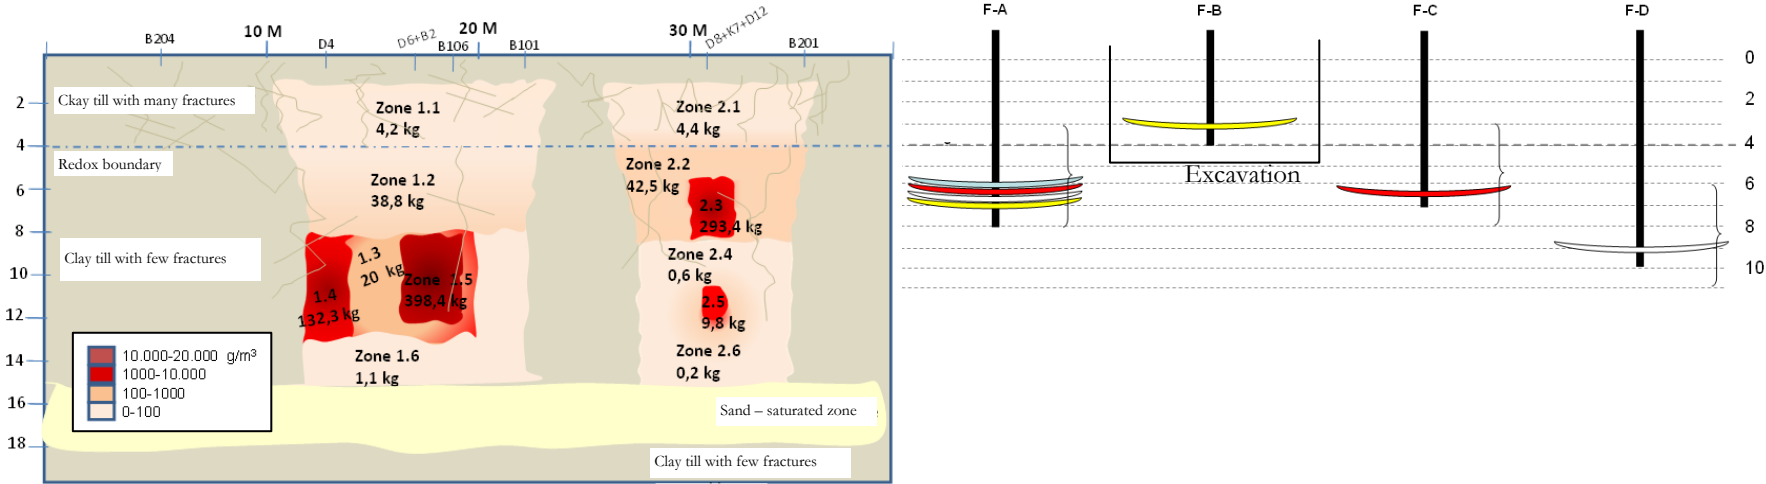 10 M
20 M
30 M
B204
D4
D6+B2
B106
B101
D8+K7+D12
B201
2
4
6
8
10
12
14
16
18
Ckay till with many fractures
Redox boundary
Clay till with few fractures
Zone 1.1
4,2 kg
Zone 1.2
38,8 kg
1.3
20 kg
1.4
132,3 kg
Zone 1.5
398,4 kg
Zone 1.6
1,1 kg
Zone 2.1
4,4 kg
Zone 2.2
42,5 kg
2.3
293,4 kg
Zone 2.4
0,6 kg
2.5
9,8 kg
Zone 2.6
0,2 kg
10.000-20.000 g/m³
1000-10.000
100-1000
0-100
Sand – saturated zone
Clay till with few fractures
F-A
F-B
F-C
F-D
Excavation
0
2
4
6
8
10